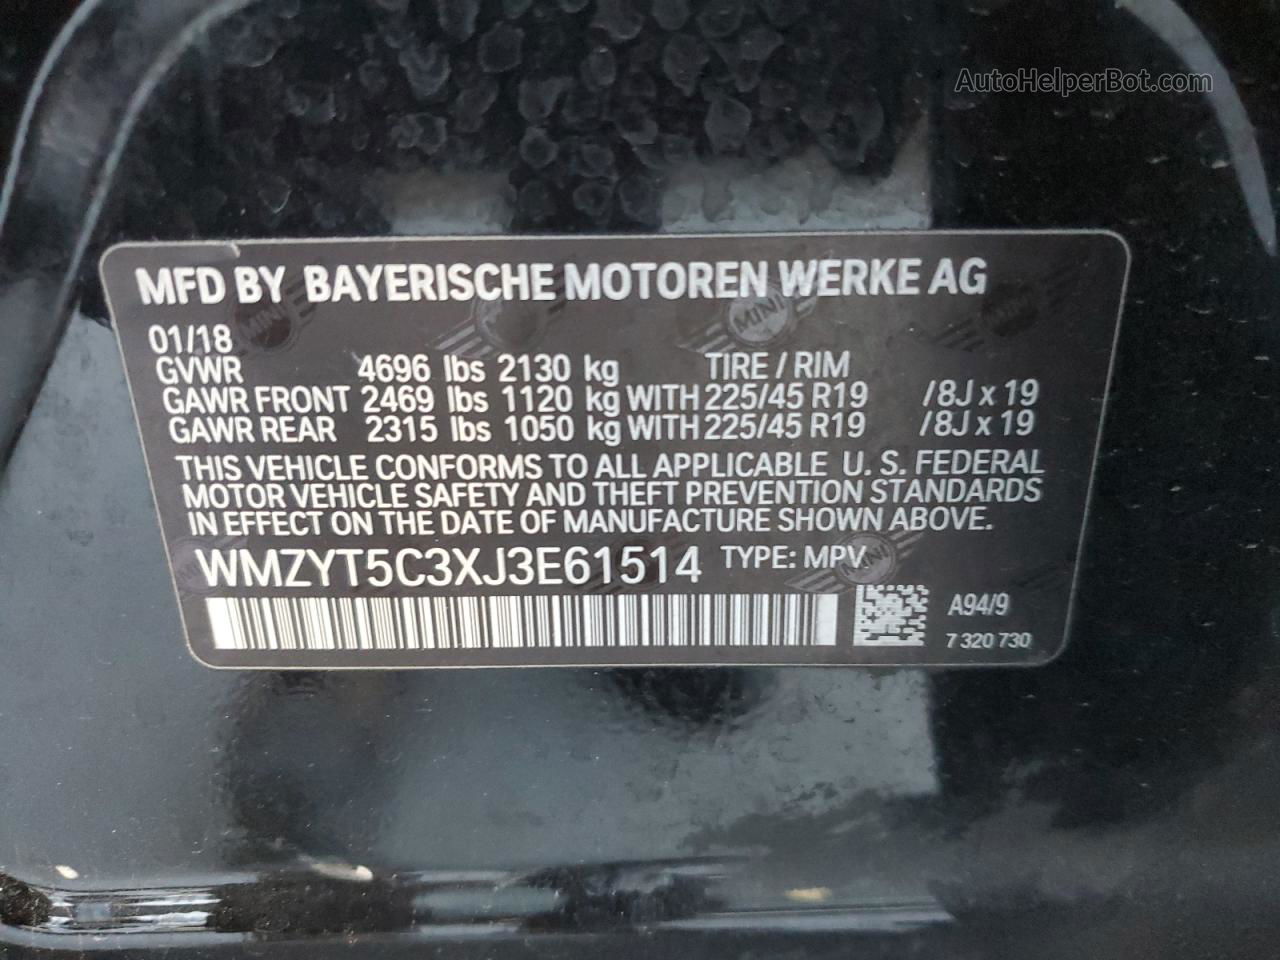 AutoHelperBot.com
MFD BY BAYERISCHE MOTOREN WERKE AG
01/18
GVWR 4696 lbs 2130 kg TIRE / RIM
GAWR FRONT 2469 lbs 1120 kg WITH 225/45 R19 /8J x 19
GAWR REAR 2315 lbs 1050 kg WITH 225/45 R19 /8J x 19
THIS VEHICLE CONFORMS TO ALL APPLICABLE U. S. FEDERAL
MOTOR VEHICLE SAFETY AND THEFT PREVENTION STANDARDS
IN EFFECT ON THE DATE OF MANUFACTURE SHOWN ABOVE.
WMZYT5C3XJ3E61514 TYPE: MPV
A94/9
7 320 730
MINI
MINI
MINI